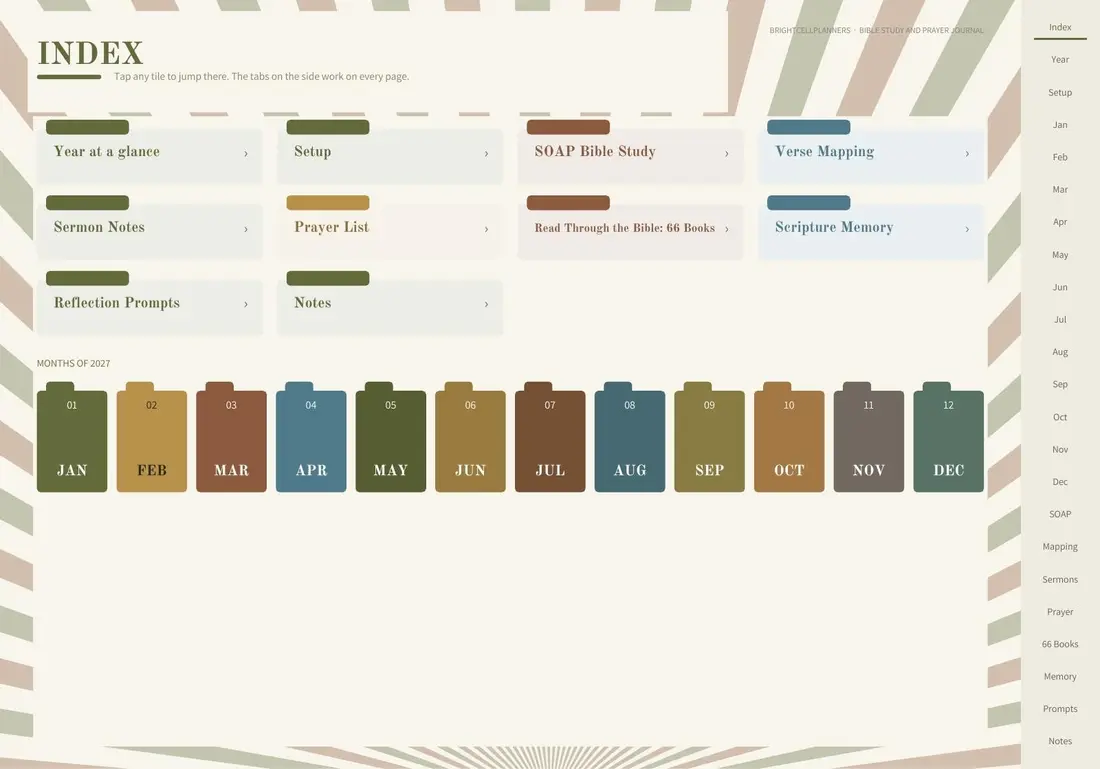 INDEX
Tap any tile to jump there. The tabs on the side work on every page.
BRIGHTCELLPLANNERS · BIBLE STUDY AND PRAYER JOURNAL
Year at a glance ›
Setup ›
SOAP Bible Study ›
Verse Mapping ›
Sermon Notes ›
Prayer List ›
Read Through the Bible: 66 Books ›
Scripture Memory ›
Reflection Prompts ›
Notes ›
MONTHS OF 2027
01
JAN
02
FEB
03
MAR
04
APR
05
MAY
06
JUN
07
JUL
08
AUG
09
SEP
10
OCT
11
NOV
12
DEC
Index
Year
Setup
Jan
Feb
Mar
Apr
May
Jun
Jul
Aug
Sep
Oct
Nov
Dec
SOAP
Mapping
Sermons
Prayer
66 Books
Memory
Prompts
Notes